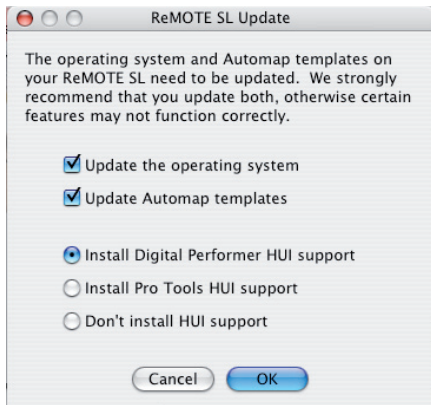 ReMOTE SL Update
The operating system and Automap templates on
your ReMOTE SL need to be updated.  We strongly
recommend that you update both, otherwise certain
features may not function correctly.
Update the operating system
Update Automap templates
Install Digital Performer HUI support
Install Pro Tools HUI support
Don't install HUI support
Cancel OK